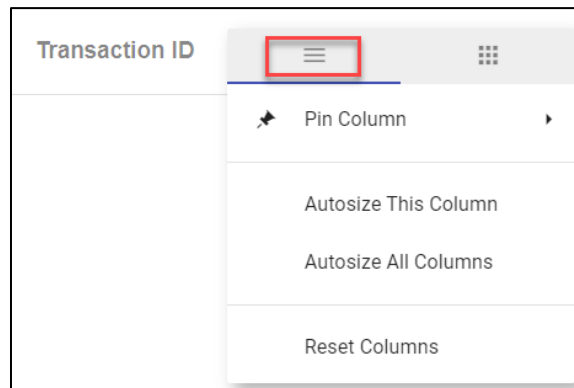 Transaction ID
Pin Column
Autosize This Column
Autosize All Columns
Reset Columns